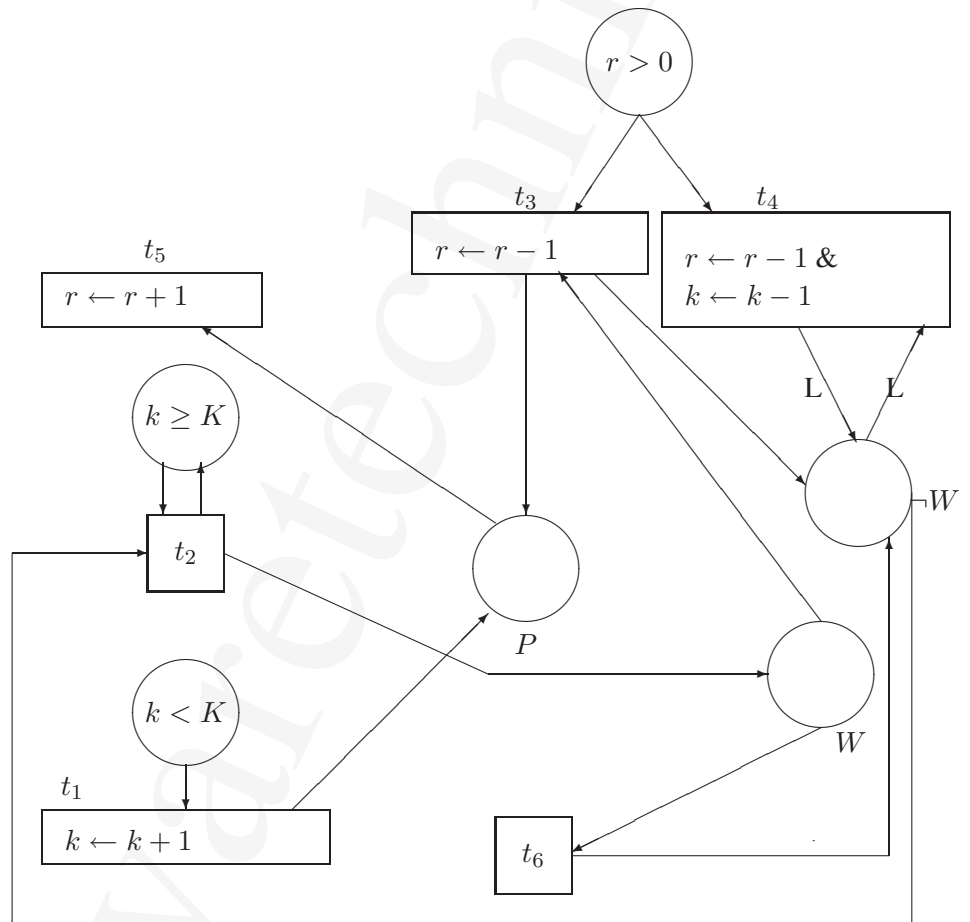 r > 0
t₃
t₄
r ← r − 1
r ← r − 1 &
k ← k − 1
t₅
r ← r + 1
L
L
k ≥ K
¬W
t₂
P
k < K
W
t₁
k ← k + 1
t₆